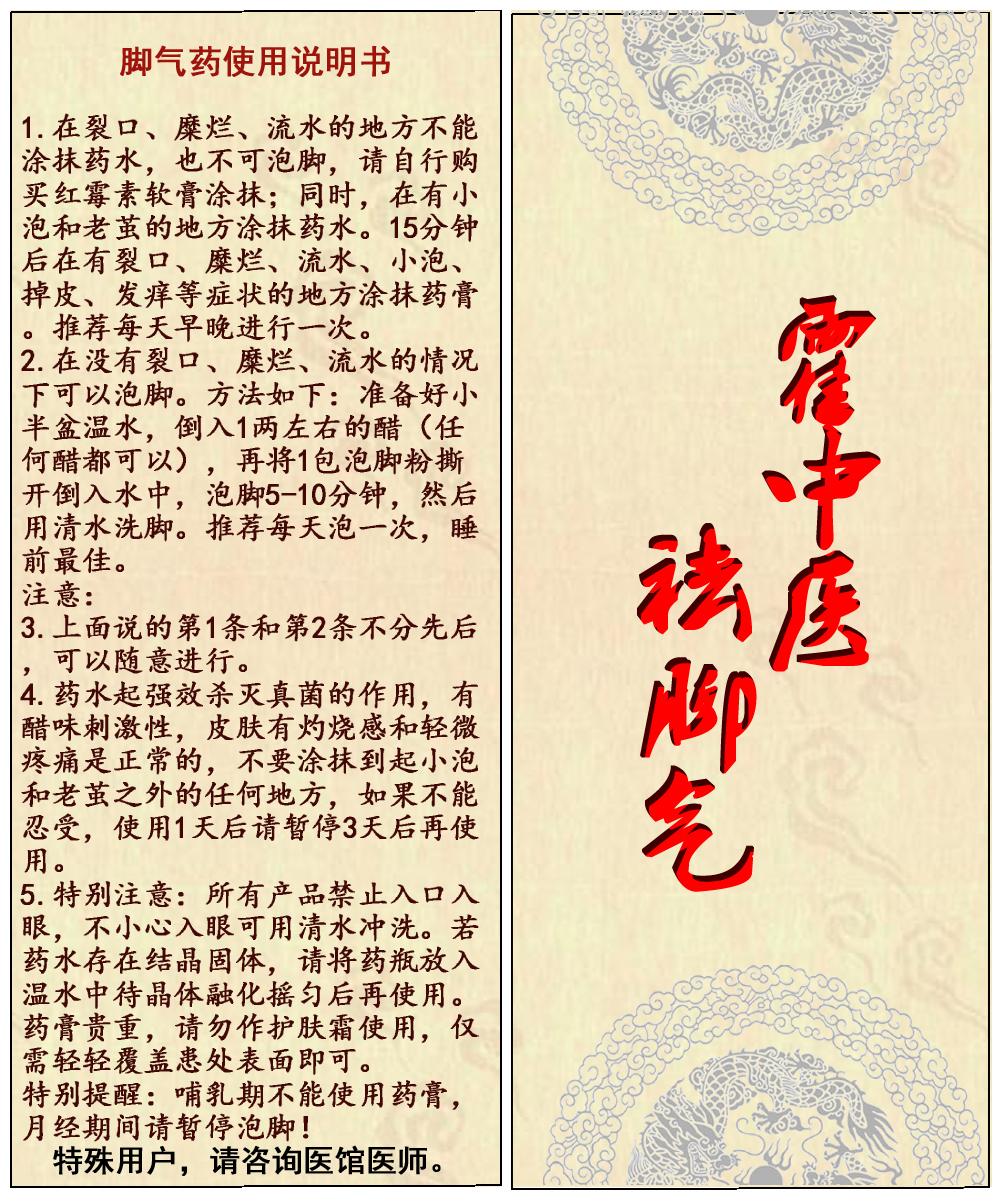 脚气药使用说明书
1.在裂口、糜烂、流水的地方不能
涂抹药水，也不可泡脚，请自行购
买红霉素软膏涂抹；同时，在有小
泡和老茧的地方涂抹药水。15分钟
后在有裂口、糜烂、流水、小泡、
掉皮、发痒等症状的地方涂抹药膏
。推荐每天早晚进行一次。
2.在没有裂口、糜烂、流水的情况
下可以泡脚。方法如下：准备好小
半盆温水，倒入1两左右的醋（任
何醋都可以），再将1包泡脚粉撕
开倒入水中，泡脚5-10分钟，然后
用清水洗脚。推荐每天泡一次，睡
前最佳。
注意：
3.上面说的第1条和第2条不分先后
，可以随意进行。
4.药水起强效杀灭真菌的作用，有
醋味刺激性，皮肤有灼烧感和轻微
疼痛是正常的，不要涂抹到起小泡
和老茧之外的任何地方，如果不能
忍受，使用1天后请暂停3天后再使
用。
5.特别注意：所有产品禁止入口入
眼，不小心入眼可用清水冲洗。若
药水存在结晶固体，请将药瓶放入
温水中待晶体融化摇匀后再使用。
药膏贵重，请勿作护肤霜使用，仅
需轻轻覆盖患处表面即可。
特别提醒：哺乳期不能使用药膏，
月经期间请暂停泡脚！
特殊用户，请咨询医馆医师。
霍中医
祛脚气